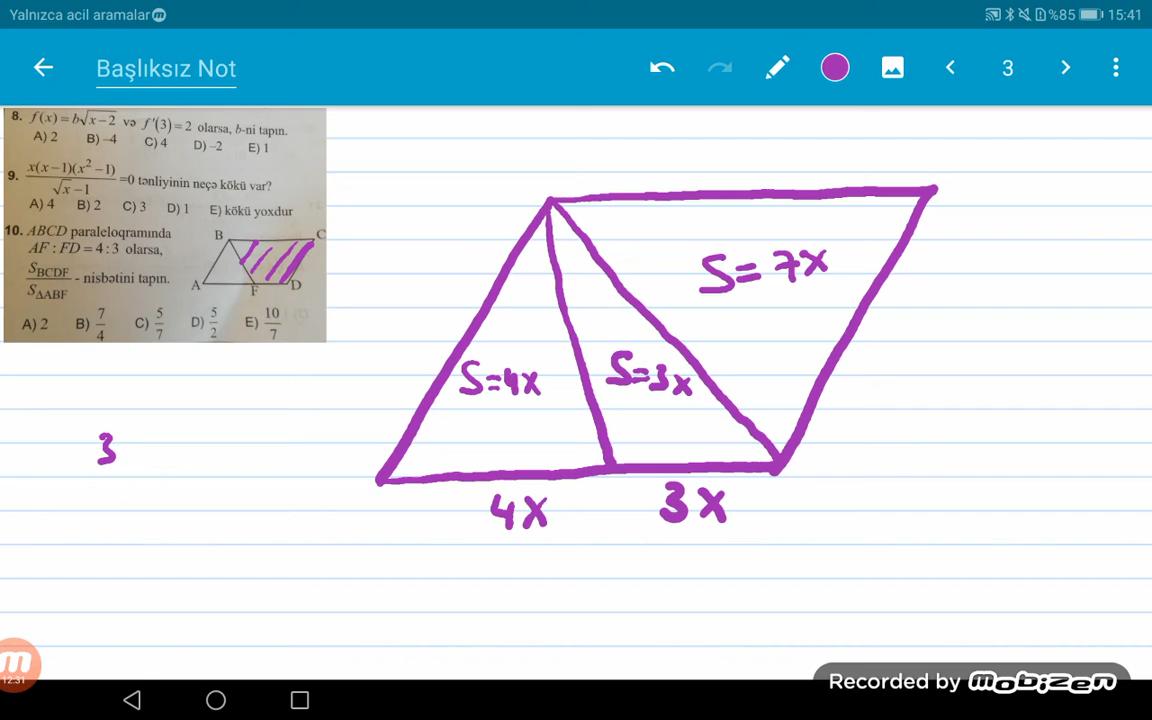 Yalnızca acil aramalar
%85 15:41
Başlıksız Not
3
8. f(x) = b√x−2 və f′(3) = 2 olarsa, b-ni tapın.
A) 2 B) −4 C) 4 D) −2 E) 1
9. x(x−1)(x²−1) / √x −1 =0 tənliyinin neçə kökü var?
A) 4 B) 2 C) 3 D) 1 E) kökü yoxdur
10. ABCD paraleloqramında
AF : FD = 4 : 3 olarsa,
S_BCDF / S_ΔABF - nisbətini tapın.
B C
A F D
A) 2 B) 7/4 C) 5/7 D) 5/2 E) 10/7
S=7x
S=4x S=3x
3
4x 3x
12:31
Recorded by mobizen